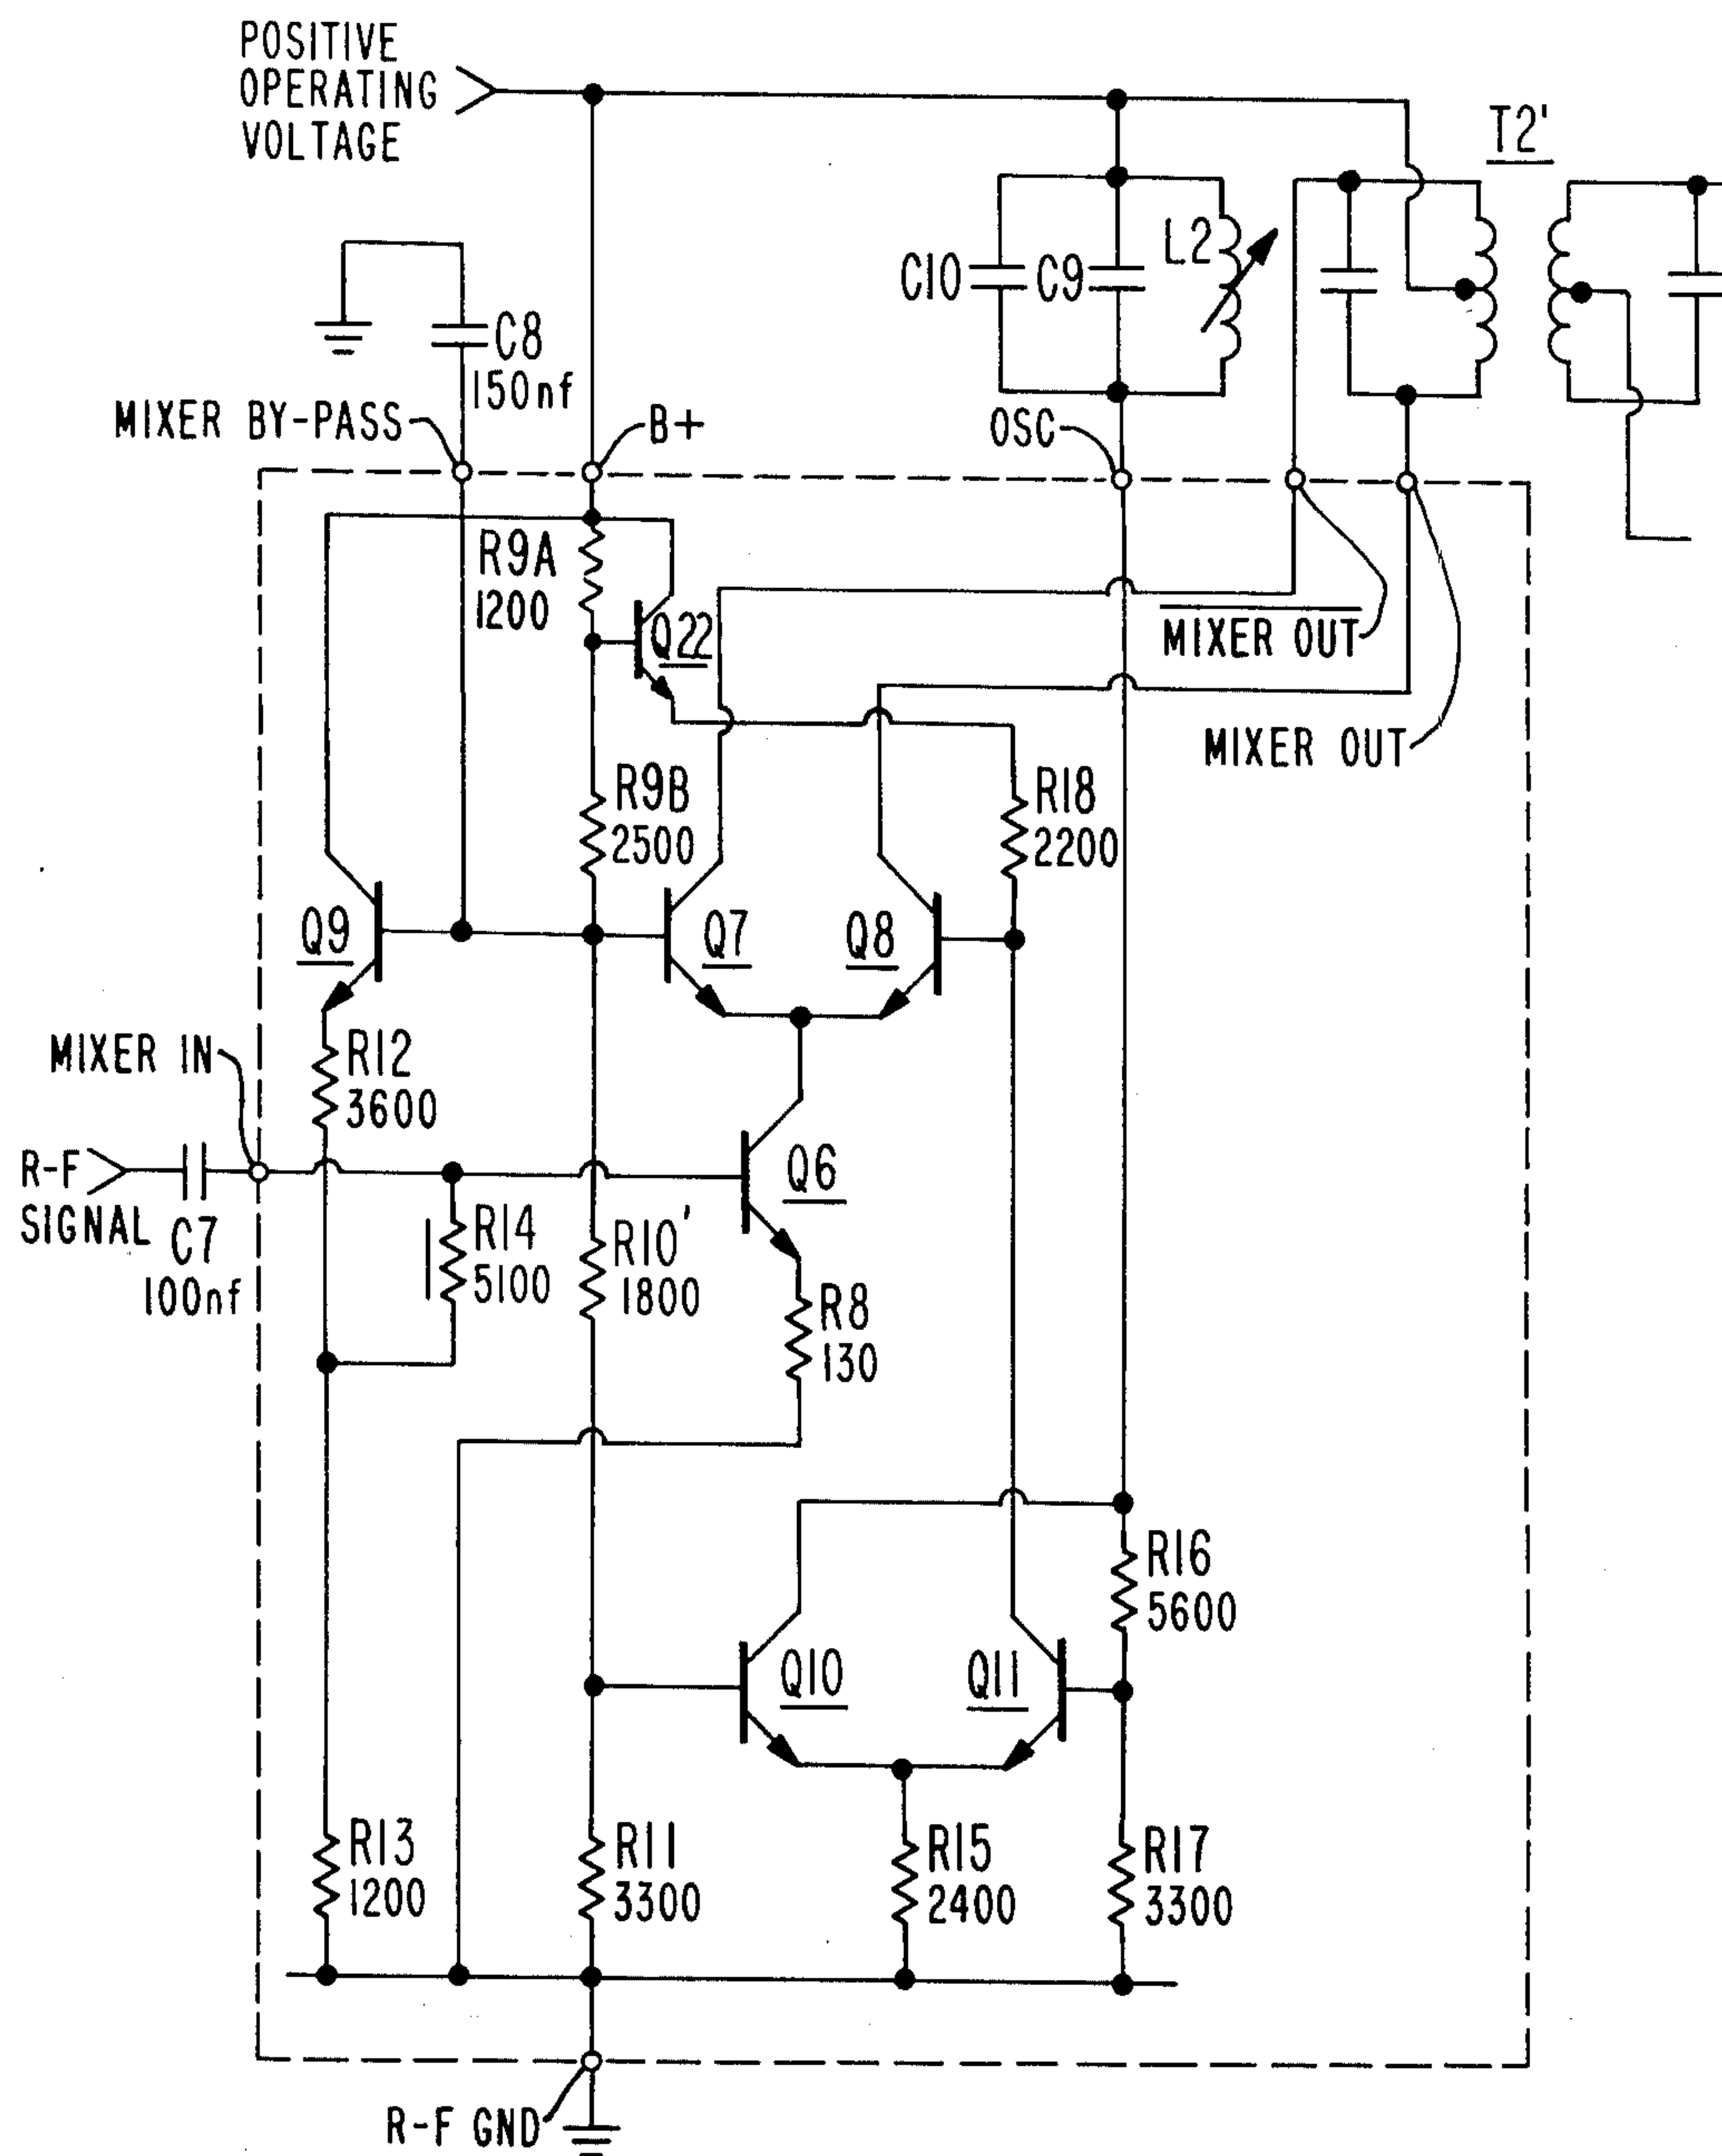 POSITIVE
OPERATING
VOLTAGE
T2'
C10
C9
L2
C8
150nf
MIXER BY-PASS
B+
OSC
R9A
1200
Q22
MIXER OUT
MIXER OUT
R9B
2500
R18
2200
Q9
Q7
Q8
MIXER IN
R12
3600
R-F
SIGNAL
C7
100nf
Q6
R14
5100
R10'
1800
R8
130
R16
5600
Q10
Q11
R13
1200
R11
3300
R15
2400
R17
3300
R-F GND